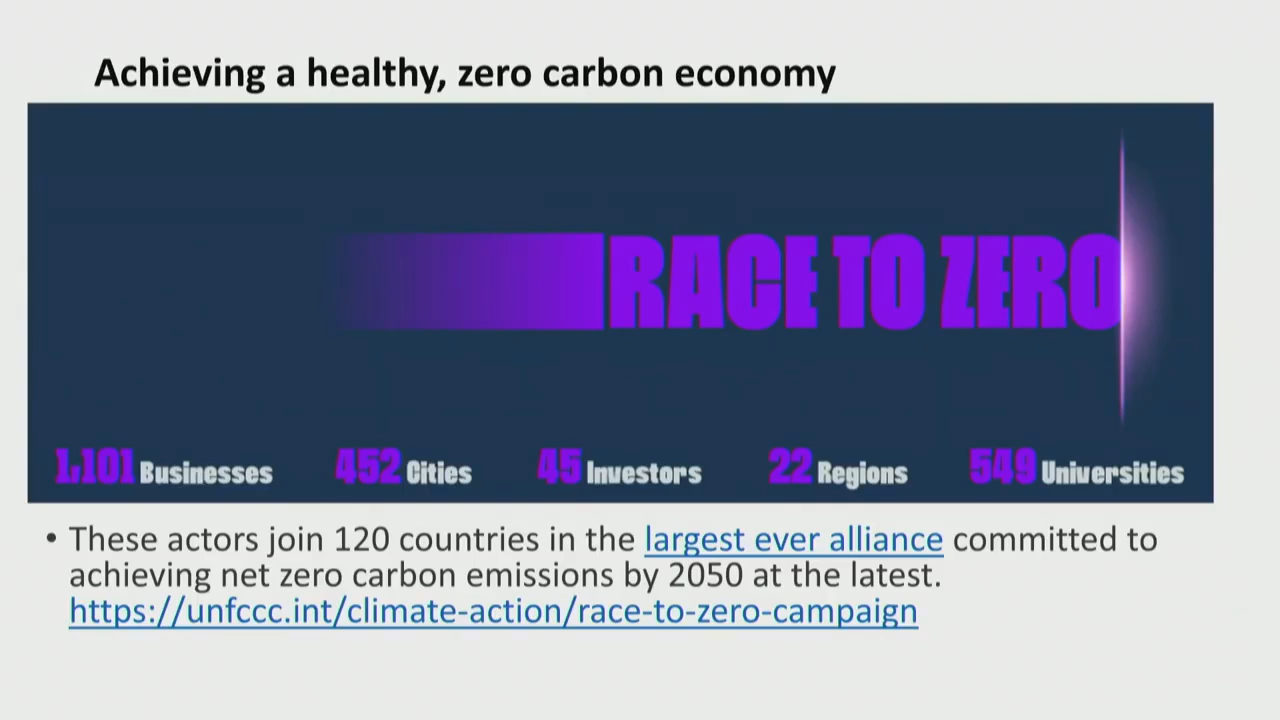 Achieving a healthy, zero carbon economy
RACE TO ZERO
1,101 Businesses 452 Cities 45 Investors 22 Regions 549 Universities
• These actors join 120 countries in the largest ever alliance committed to
achieving net zero carbon emissions by 2050 at the latest.
https://unfccc.int/climate-action/race-to-zero-campaign